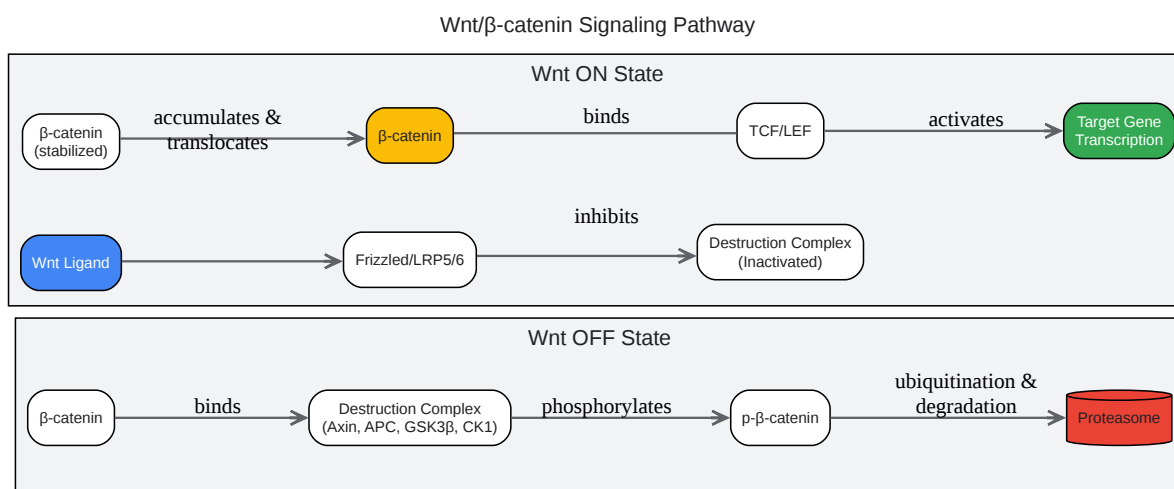 Wnt/β-catenin Signaling Pathway
Wnt ON State
β-catenin
(stabilized)
accumulates &
translocates
β-catenin
binds
TCF/LEF
activates
Target Gene
Transcription
Wnt Ligand
Frizzled/LRP5/6
inhibits
Destruction Complex
(Inactivated)
Wnt OFF State
β-catenin
binds
Destruction Complex
(Axin, APC, GSK3β, CK1)
phosphorylates
p-β-catenin
ubiquitination &
degradation
Proteasome